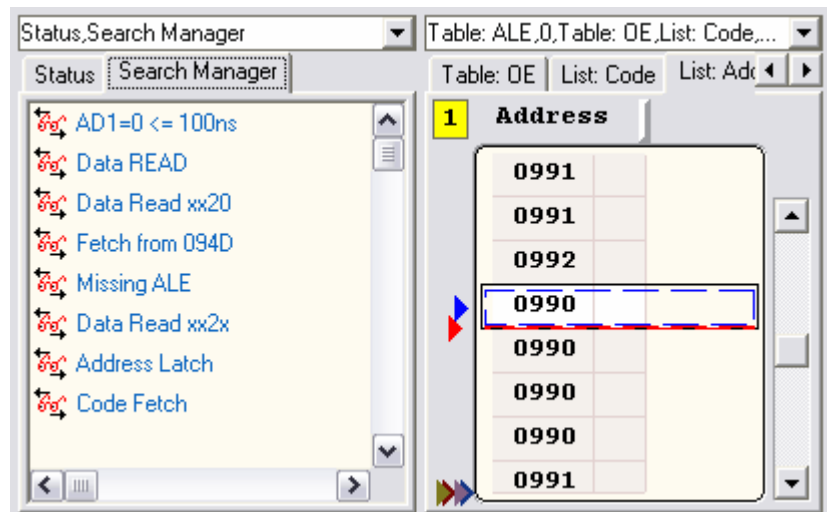 Status,Search Manager
Status Search Manager
AD1=0 <= 100ns
Data READ
Data Read xx20
Fetch from 094D
Missing ALE
Data Read xx2x
Address Latch
Code Fetch
Table: ALE,0,Table: OE,List: Code,...
Table: OE List: Code List: Add
1 Address
0991
0991
0992
0990
0990
0990
0990
0991